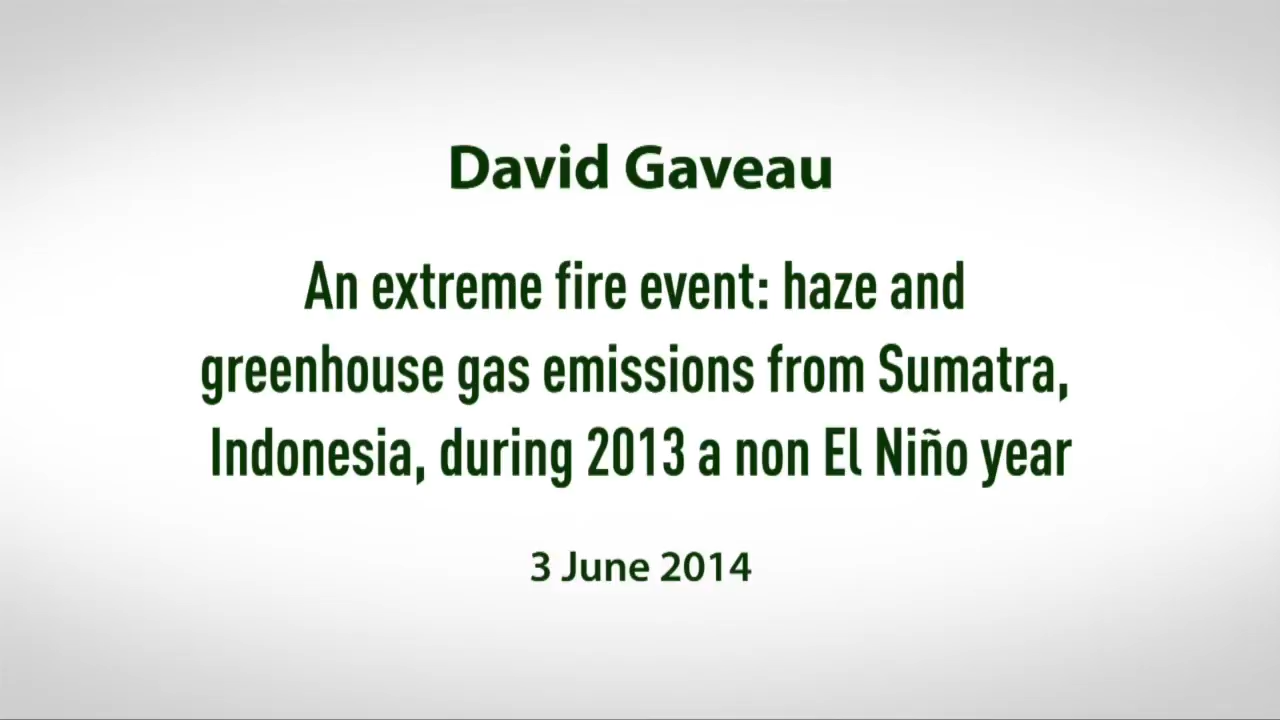 David Gaveau
An extreme fire event: haze and
greenhouse gas emissions from Sumatra,
Indonesia, during 2013 a non El Niño year
3 June 2014